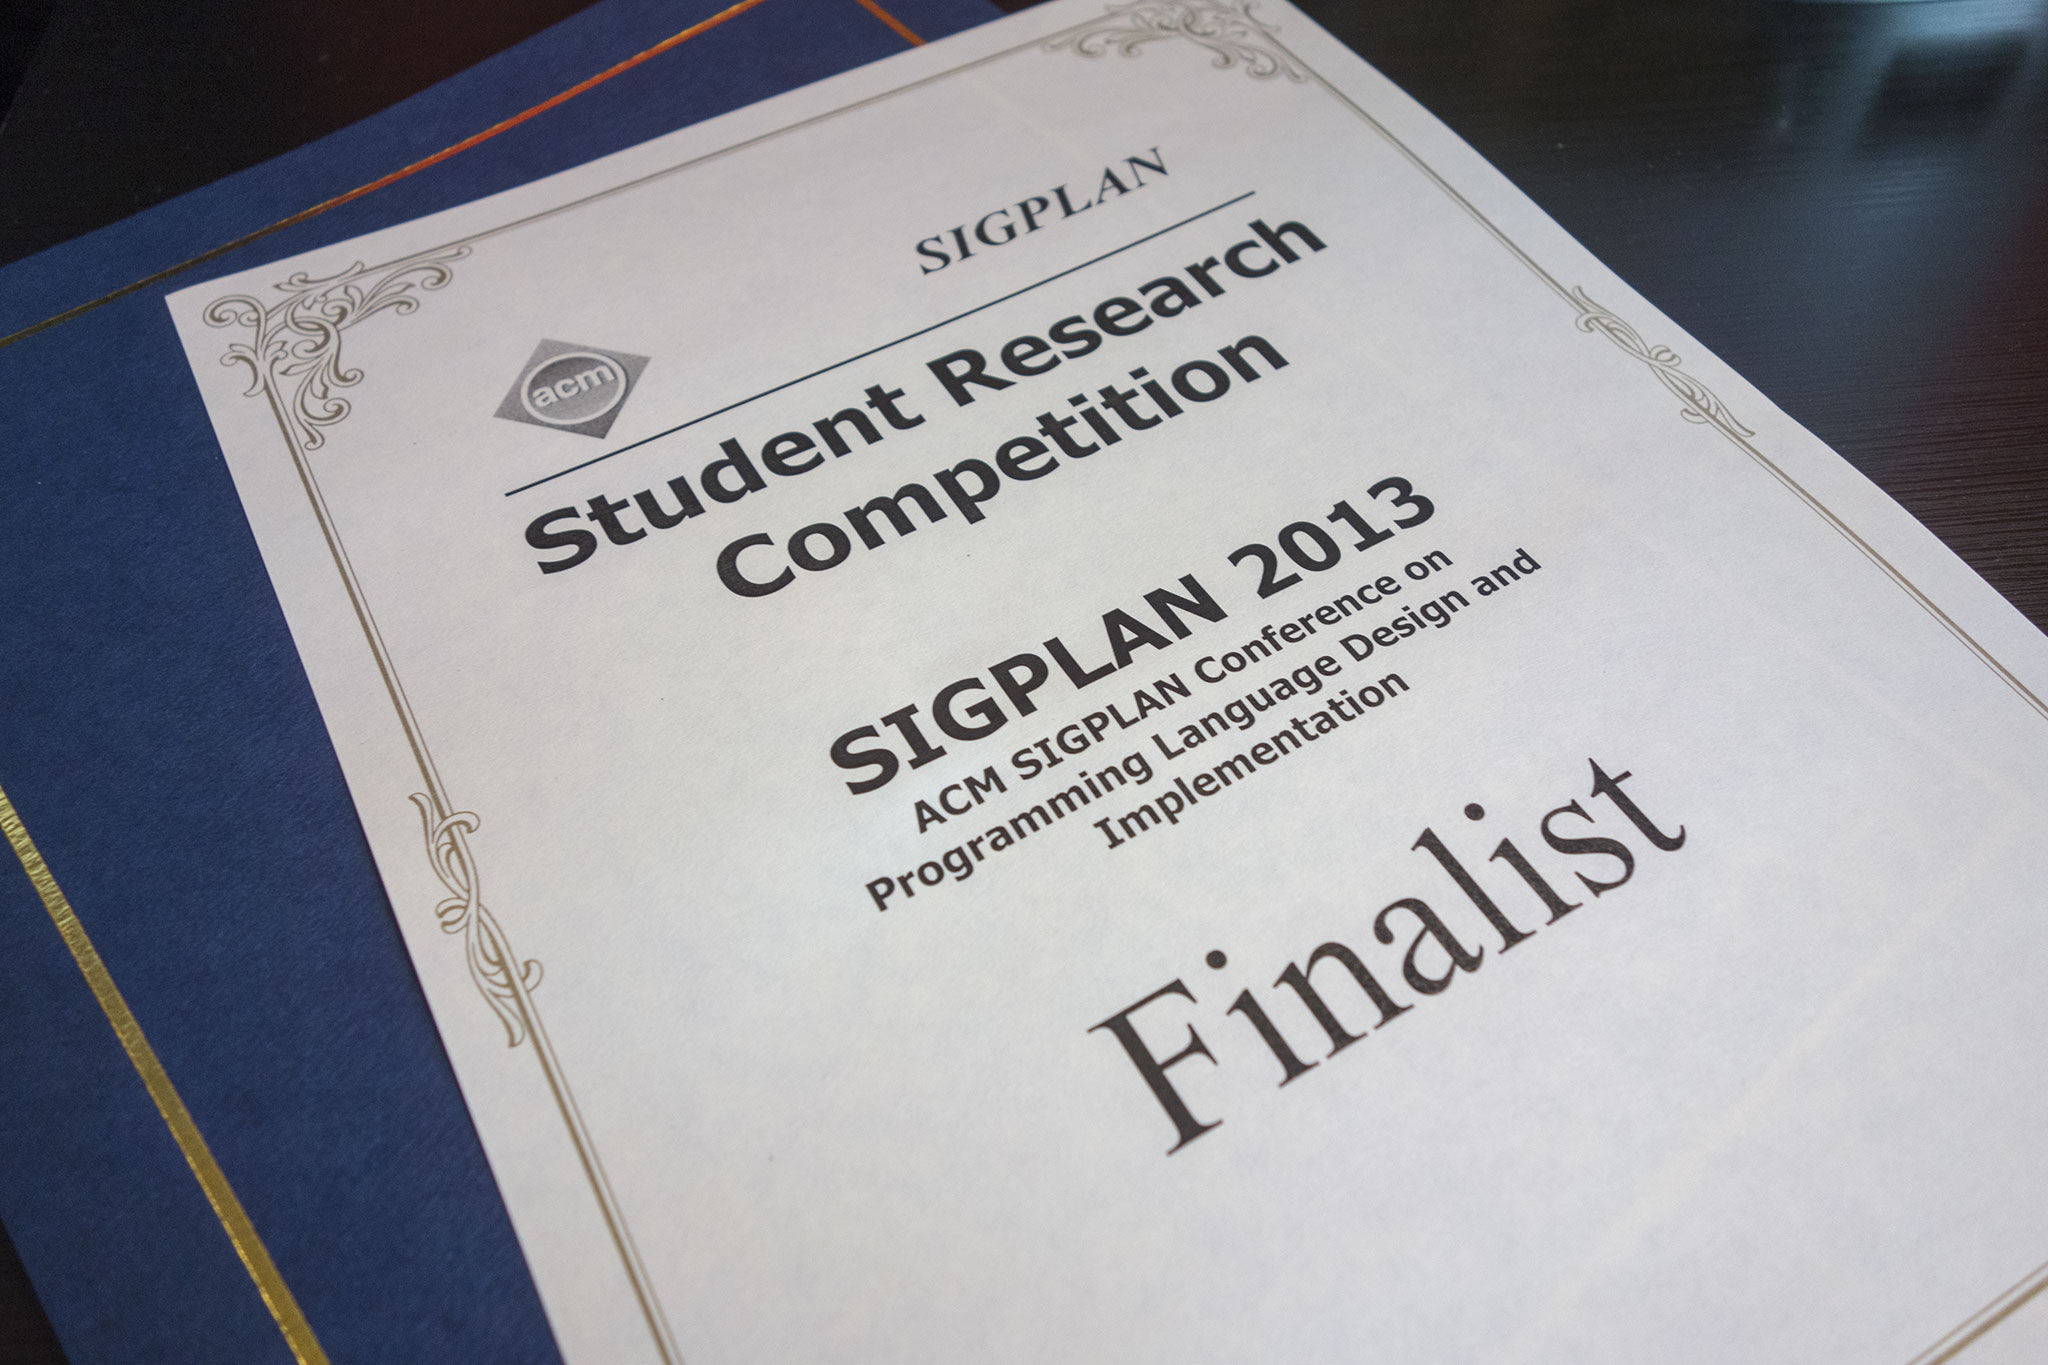 SIGPLAN
acm
Student Research
Competition
SIGPLAN 2013
ACM SIGPLAN Conference on
Programming Language Design and
Implementation
Finalist